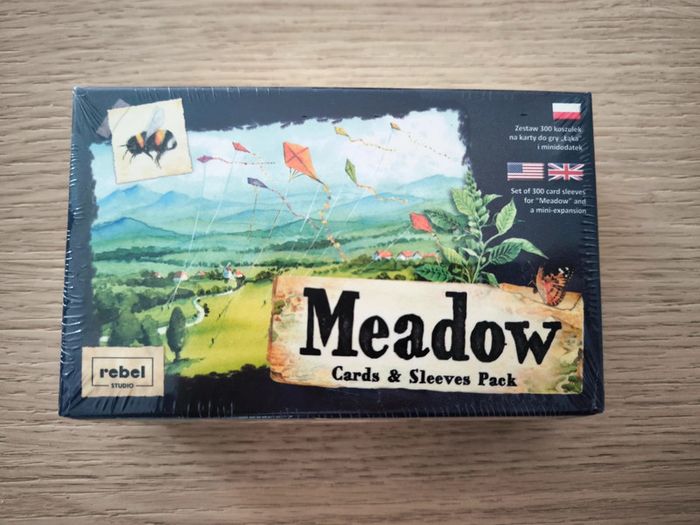 Zestaw 300 koszulek
na karty do gry „Łąka"
i minidodatek
Set of 300 card sleeves
for "Meadow" and
a mini-expansion
Meadow
Cards & Sleeves Pack
rebel
STUDIO